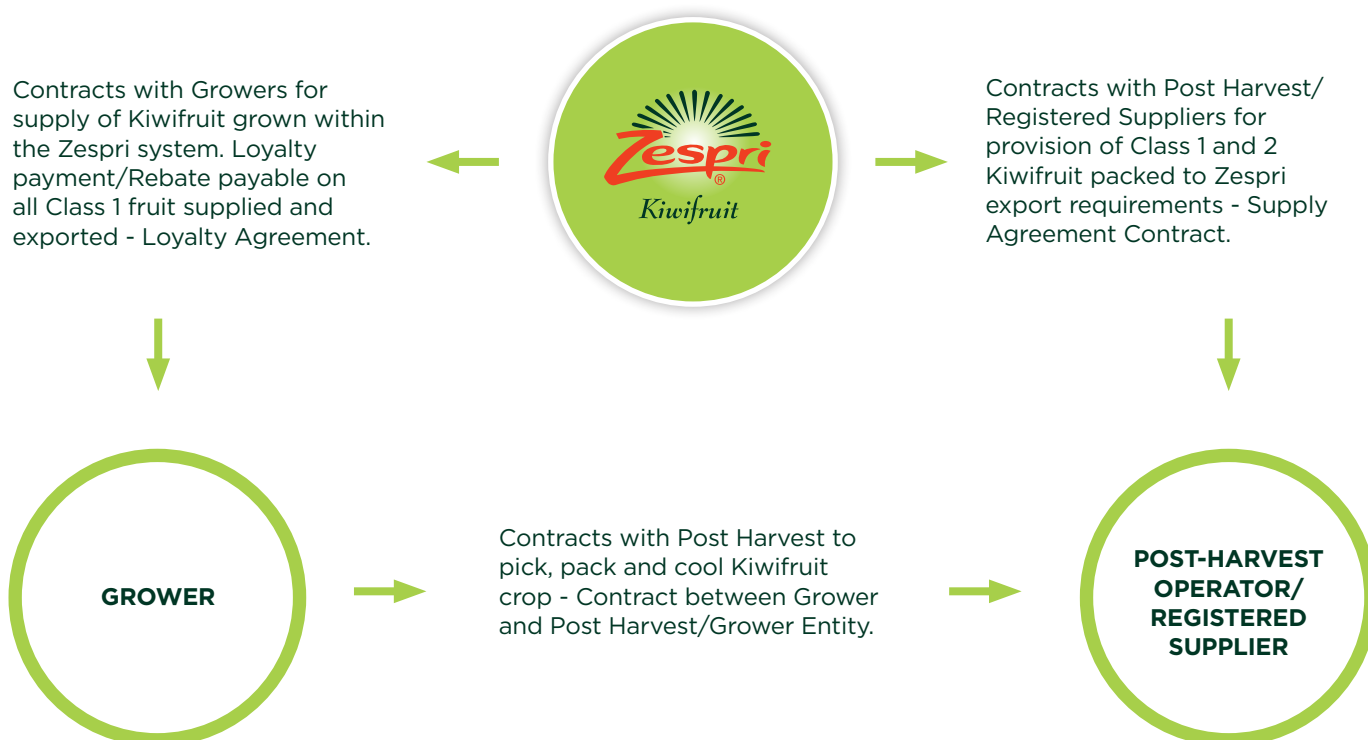 Contracts with Growers for
supply of Kiwifruit grown within
the Zespri system. Loyalty
payment/Rebate payable on
all Class 1 fruit supplied and
exported - Loyalty Agreement.
Zespri
®
Kiwifruit
Contracts with Post Harvest/
Registered Suppliers for
provision of Class 1 and 2
Kiwifruit packed to Zespri
export requirements - Supply
Agreement Contract.
GROWER
Contracts with Post Harvest to
pick, pack and cool Kiwifruit
crop - Contract between Grower
and Post Harvest/Grower Entity.
POST-HARVEST
OPERATOR/
REGISTERED
SUPPLIER